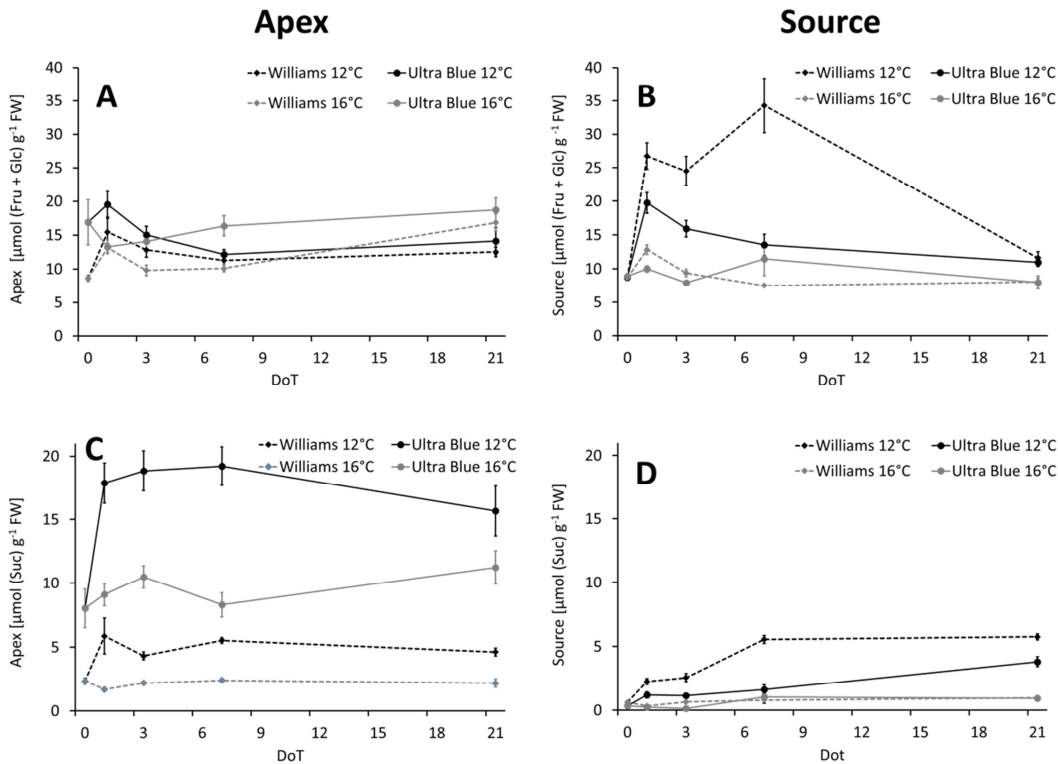 Apex
Source
Williams 12°C Ultra Blue 12°C
Williams 16°C Ultra Blue 16°C
A
Apex [µmol (Fru + Glc) g-1 FW]
40
35
30
25
20
15
10
5
0
0 3 6 9 12 15 18 21
DoT
Williams 12°C Ultra Blue 12°C
Williams 16°C Ultra Blue 16°C
B
Source [µmol (Fru + Glc) g-1 FW]
40
35
30
25
20
15
10
5
0
0 3 6 9 12 15 18 21
DoT
Williams 12°C Ultra Blue 12°C
Williams 16°C Ultra Blue 16°C
C
Apex [µmol (Suc) g-1 FW]
20
15
10
5
0
0 3 6 9 12 15 18 21
DoT
Williams 12°C Ultra Blue 12°C
Williams 16°C Ultra Blue 16°C
D
Source [µmol (Suc) g-1 FW]
20
15
10
5
0
0 3 6 9 12 15 18 21
Dot